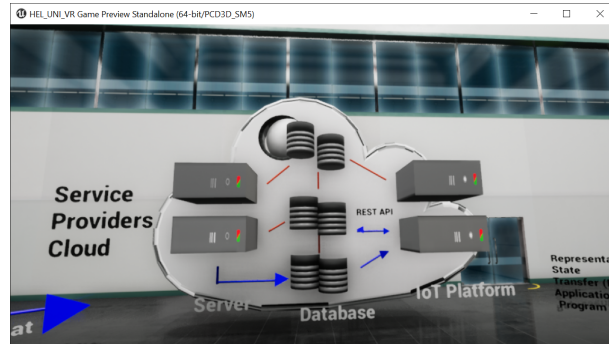 HEL_UNI_VR Game Preview Standalone (64-bit/PCD3D_SM5)
Service
Providers
Cloud
REST API
Server
Database
IoT Platform
at
Representa
State
Transfer (
Applicatio
Program